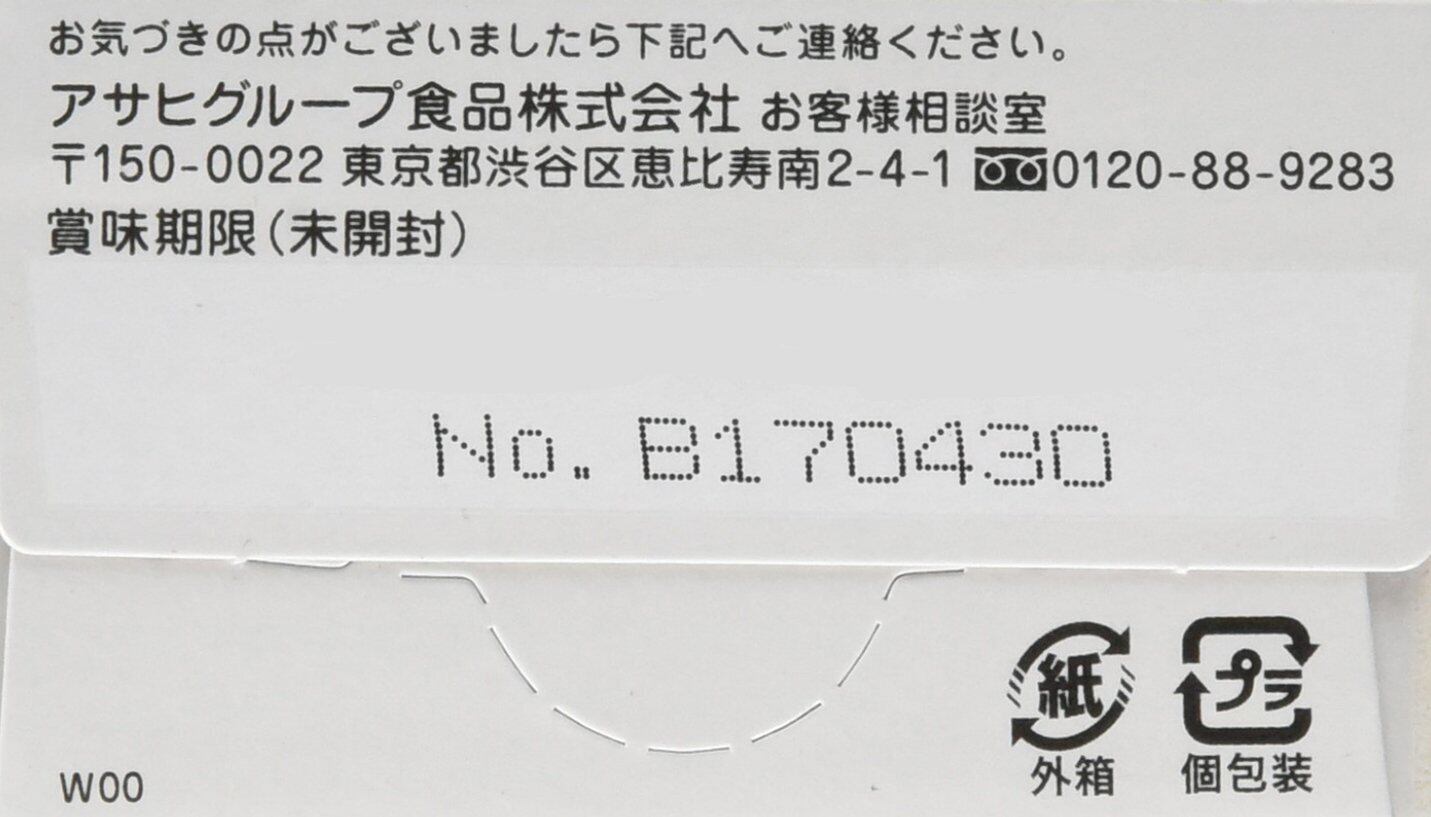 お気づきの点がございましたら下記へご連絡ください。
アサヒグループ食品株式会社 お客様相談室
〒150-0022 東京都渋谷区恵比寿南2-4-1 0120-88-9283
賞味期限(未開封)
No. B170430
紙 プラ
外箱 個包装
W00